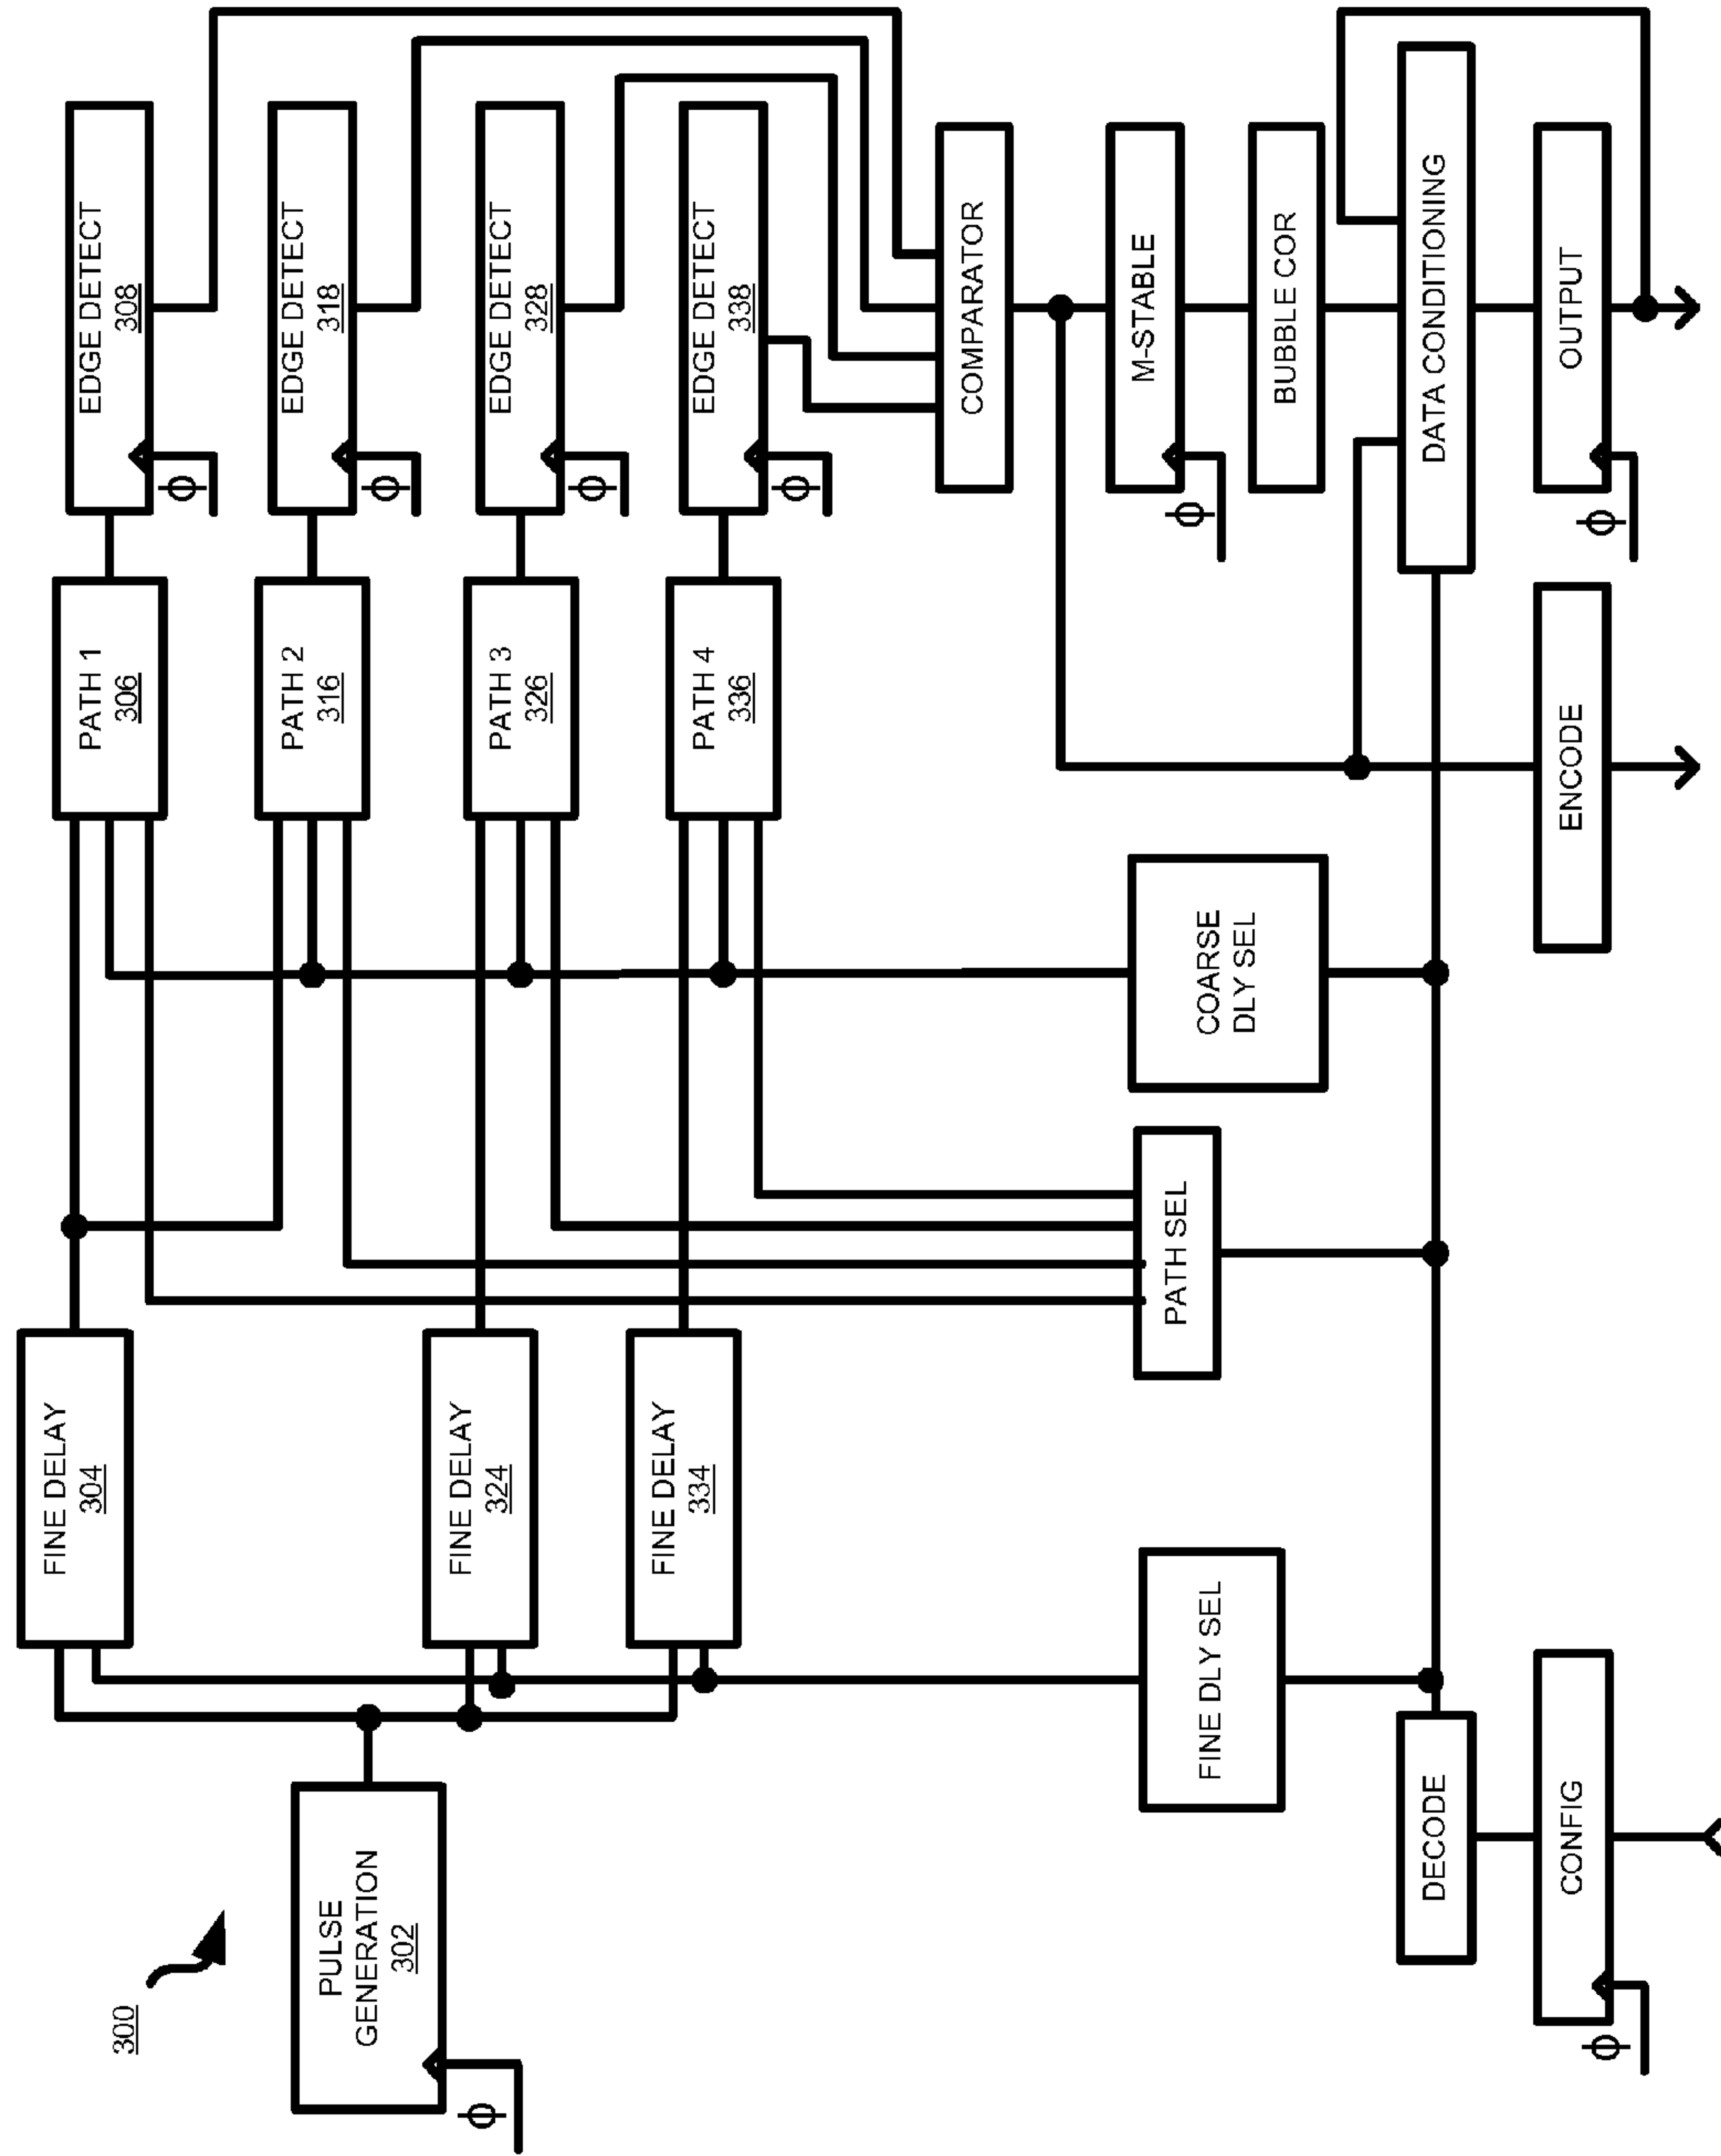 300
PULSE
GENERATION
302
ϕ
FINE DELAY
304
FINE DELAY
324
FINE DELAY
334
PATH 1
306
PATH 2
316
PATH 3
326
PATH 4
336
EDGE DETECT
308
ϕ
EDGE DETECT
318
ϕ
EDGE DETECT
328
ϕ
EDGE DETECT
338
ϕ
FINE DLY SEL
PATH SEL
COARSE
DLY SEL
COMPARATOR
M-STABLE
ϕ
BUBBLE COR
DECODE
DATA CONDITIONING
CONFIG
ϕ
ENCODE
OUTPUT
ϕ